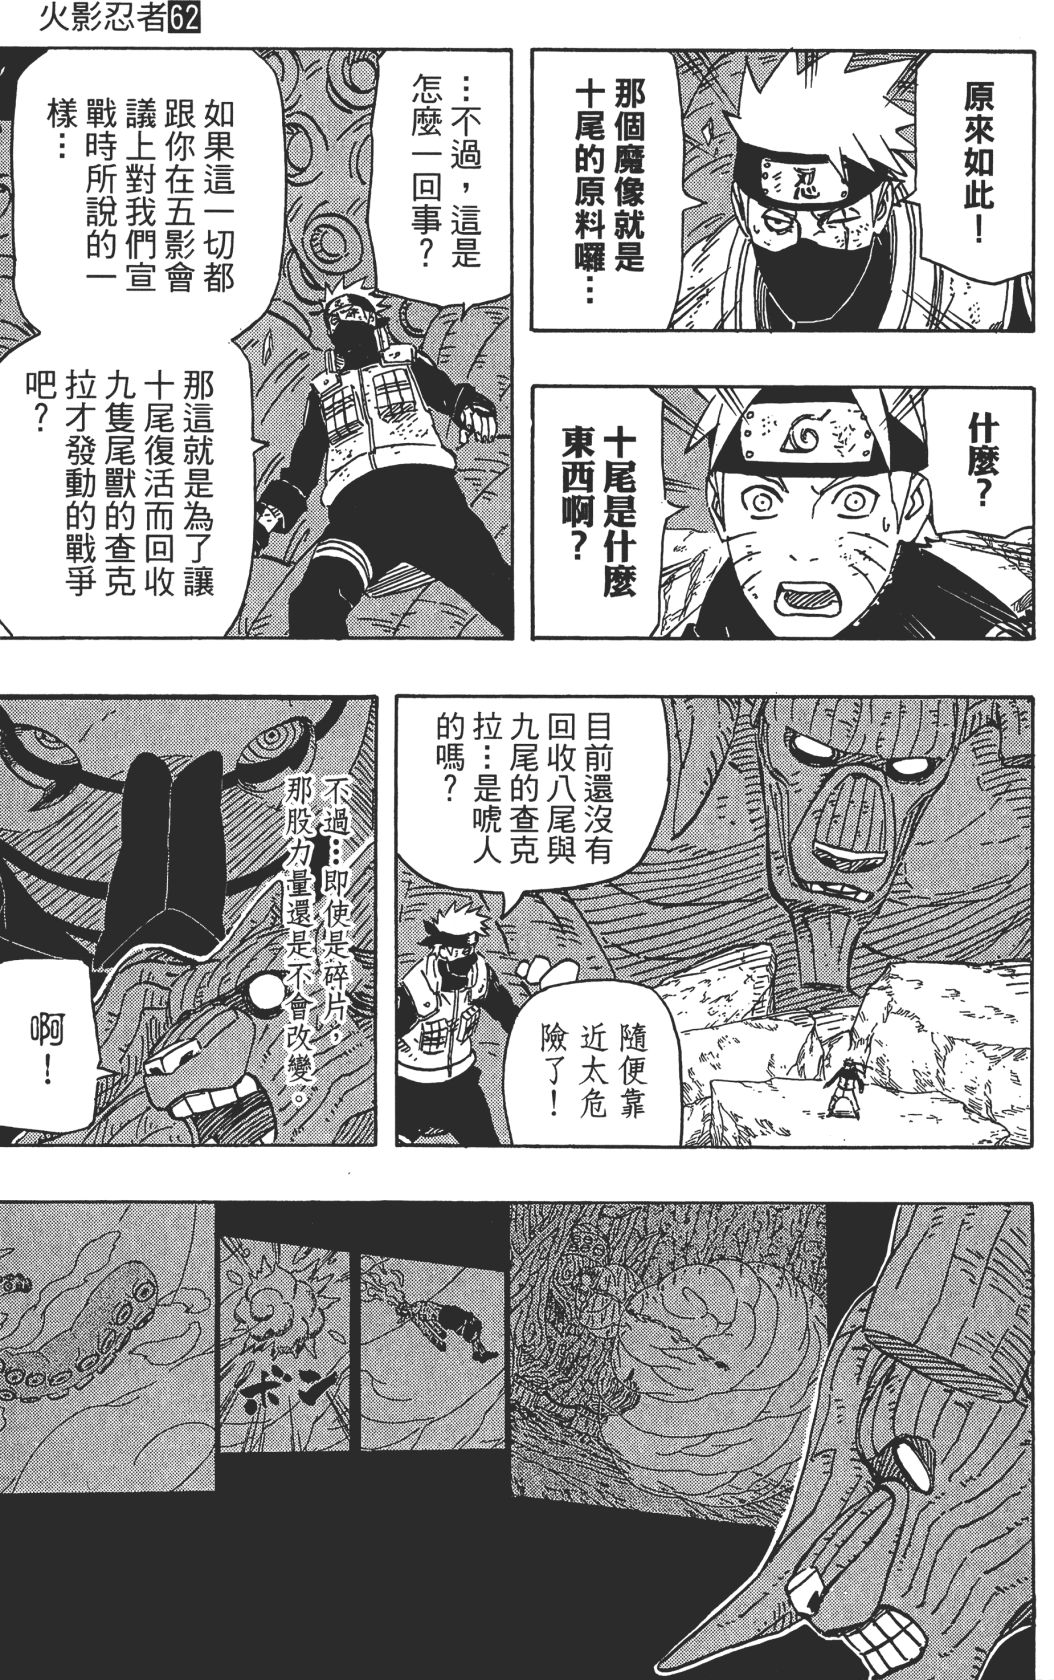 火影忍者62
原來如此！
那個魔像就是
十尾的原料囉…
…不過，這是
怎麼一回事？
如果這一切都
跟你在五影會
議上對我們宣
戰時所說的一
樣…
那這就是為了讓
十尾復活而回收
九隻尾獸的查克
拉才發動的戰爭
吧？
什麼？
十尾是什麼
東西啊？
目前還沒有
回收八尾與
九尾的查克
拉…是唬人
的嗎？
隨便靠
近太危
險了！
不過…即使是碎片，
那股力量還是不會改變。
啊！
ボン